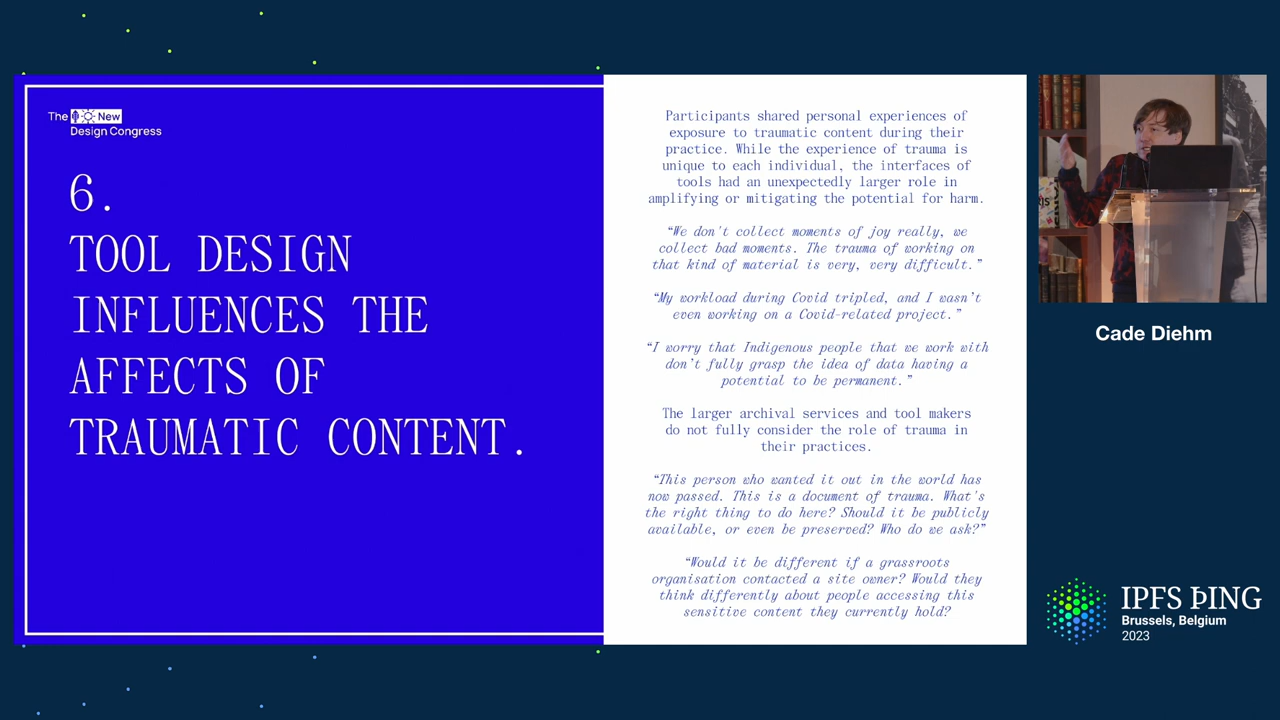 The New
Design Congress
6.
TOOL DESIGN
INFLUENCES THE
AFFECTS OF
TRAUMATIC CONTENT.
Participants shared personal experiences of
exposure to traumatic content during their
practice. While the experience of trauma is
unique to each individual, the interfaces of
tools had an unexpectedly larger role in
amplifying or mitigating the potential for harm.
“We don't collect moments of joy really, we
collect bad moments. The trauma of working on
that kind of material is very, very difficult.”
“My workload during Covid tripled, and I wasn’t
even working on a Covid-related project.”
“I worry that Indigenous people that we work with
don’t fully grasp the idea of data having a
potential to be permanent.”
The larger archival services and tool makers
do not fully consider the role of trauma in
their practices.
“This person who wanted it out in the world has
now passed. This is a document of trauma. What's
the right thing to do here? Should it be publicly
available, or even be preserved? Who do we ask?”
“Would it be different if a grassroots
organisation contacted a site owner? Would they
think differently about people accessing this
sensitive content they currently hold?
Cade Diehm
IPFS ÞING
Brussels, Belgium
2023